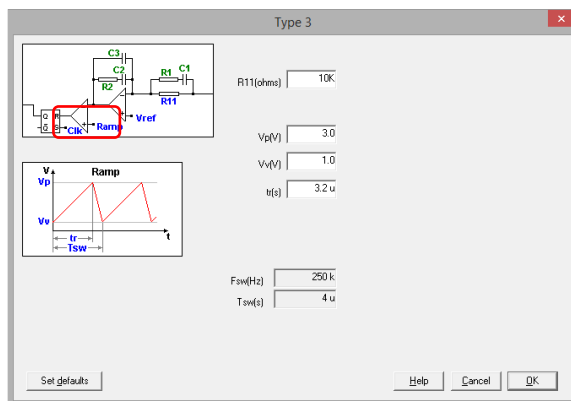 Type 3
C3
C2
C1
R2
R1
R11
Vref
Q
R
Q
S
Clk
Ramp
R11(ohms) 10K
Vp(V) 3.0
Vv(V) 1.0
tr(s) 3.2 u
V
Ramp
Vp
Vv
tr
Tsw
t
Fsw(Hz) 250 k
Tsw(s) 4 u
Set defaults
Help
Cancel
OK